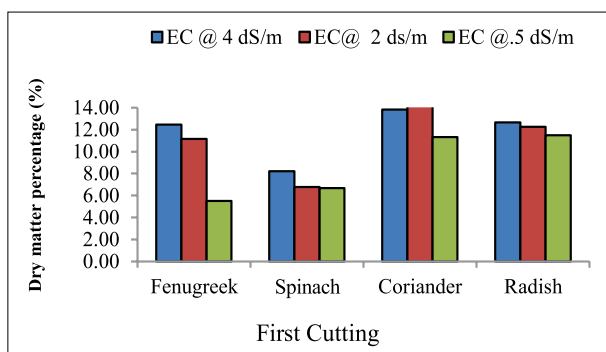 EC @ 4 dS/m EC@ 2 ds/m EC @.5 dS/m
Dry matter percentage (%)
14.00
12.00
10.00
8.00
6.00
4.00
2.00
0.00
Fenugreek Spinach Coriander Radish
First Cutting